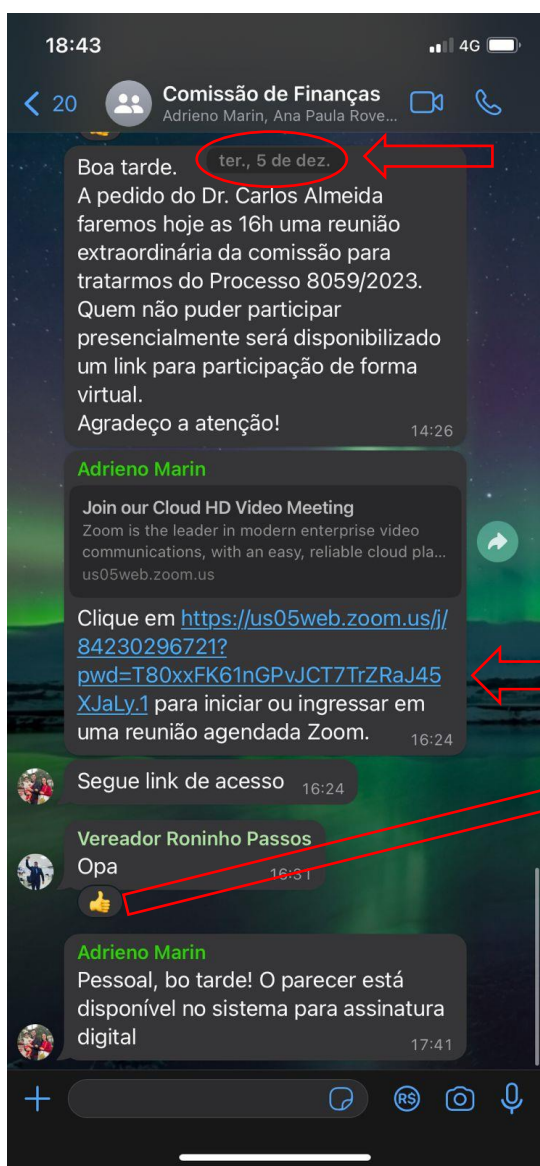 18:43
4G
20
Comissão de Finanças
Adrieno Marin, Ana Paula Rove...
ter., 5 de dez.
Boa tarde.
A pedido do Dr. Carlos Almeida
faremos hoje as 16h uma reunião
extraordinária da comissão para
tratarmos do Processo 8059/2023.
Quem não puder participar
presencialmente será disponibilizado
um link para participação de forma
virtual.
Agradeço a atenção!
14:26
Adrieno Marin
Join our Cloud HD Video Meeting
Zoom is the leader in modern enterprise video
communications, with an easy, reliable cloud pla...
us05web.zoom.us
Clique em https://us05web.zoom.us/j/
84230296721?
pwd=T80xxFK61nGPvJCT7TrZRaJ45
XJaLy.1 para iniciar ou ingressar em
uma reunião agendada Zoom.
16:24
Segue link de acesso 16:24
Vereador Roninho Passos
Opa
16:31
Adrieno Marin
Pessoal, bo tarde! O parecer está
disponível no sistema para assinatura
digital
17:41
R$